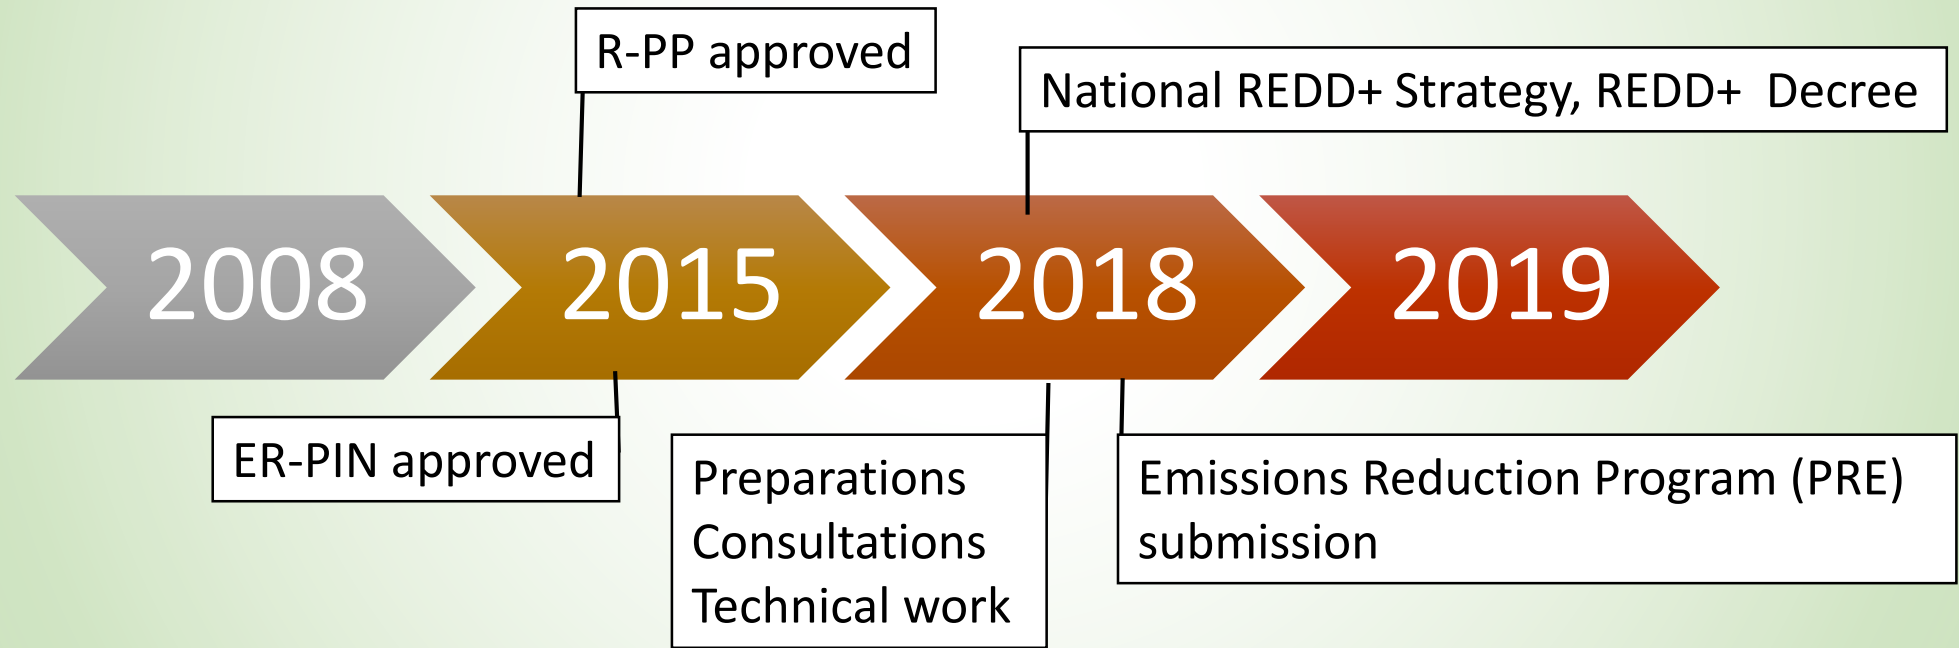 R-PP approved
National REDD+ Strategy, REDD+  Decree
2008
2015
2018
2019
ER-PIN approved
Preparations
Consultations
Technical work
Emissions Reduction Program (PRE)
submission